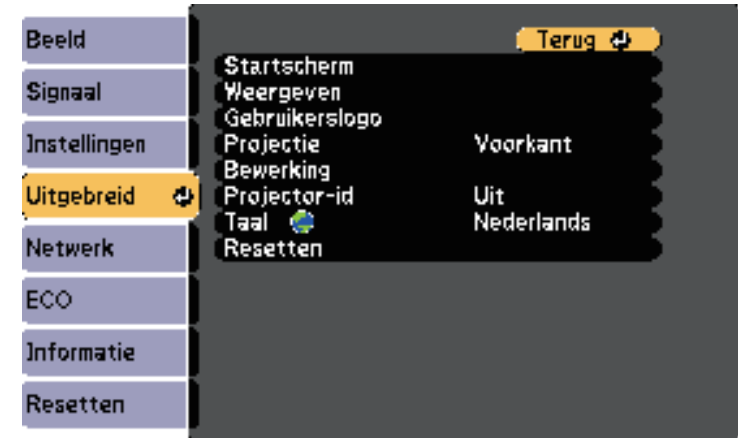 Beeld
Signaal
Instellingen
Uitgebreid
Netwerk
ECO
Informatie
Resetten
Terug
Startscherm
Weergeven
Gebruikerslogo
Projectie Voorkant
Bewerking
Projector-id Uit
Taal Nederlands
Resetten